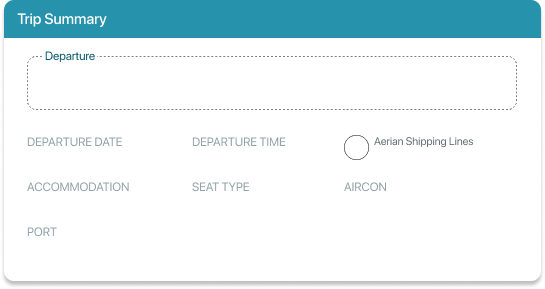 Trip Summary
Departure
DEPARTURE DATE
DEPARTURE TIME
Aerian Shipping Lines
ACCOMMODATION
SEAT TYPE
AIRCON
PORT